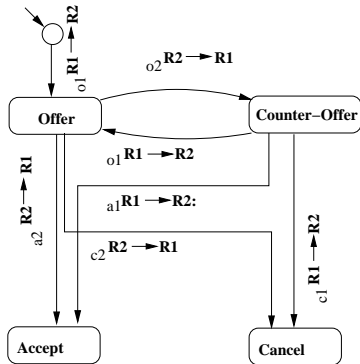 o1 R1 → R2
o2 R2 → R1
Offer
Counter–Offer
o1 R1 → R2
a2 R2 → R1
a1 R1 → R2:
c2 R2 → R1
c1 R1 → R2
Accept
Cancel